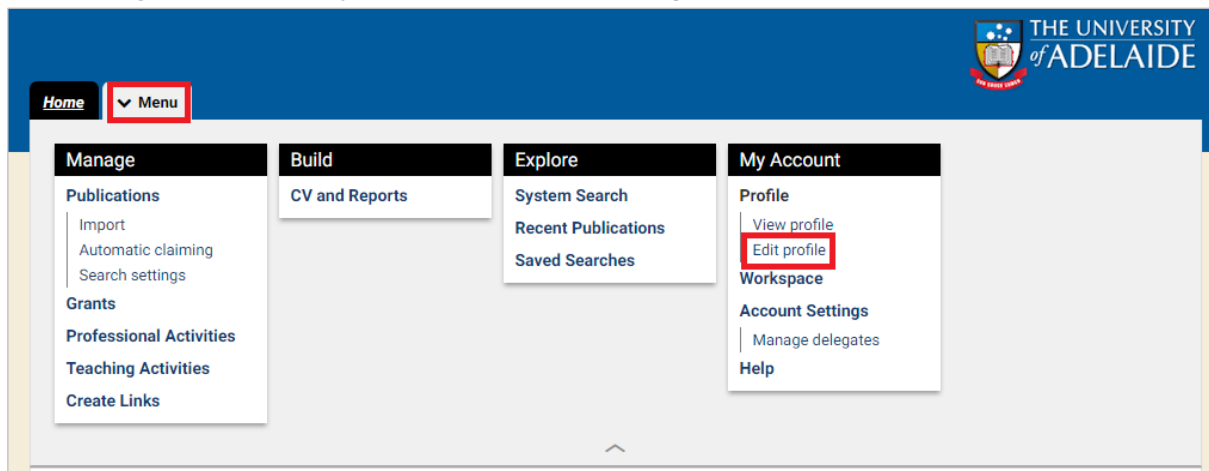 THE UNIVERSITY
of ADELAIDE
Home
Menu
Manage
Publications
Import
Automatic claiming
Search settings
Grants
Professional Activities
Teaching Activities
Create Links
Build
CV and Reports
Explore
System Search
Recent Publications
Saved Searches
My Account
Profile
View profile
Edit profile
Workspace
Account Settings
Manage delegates
Help